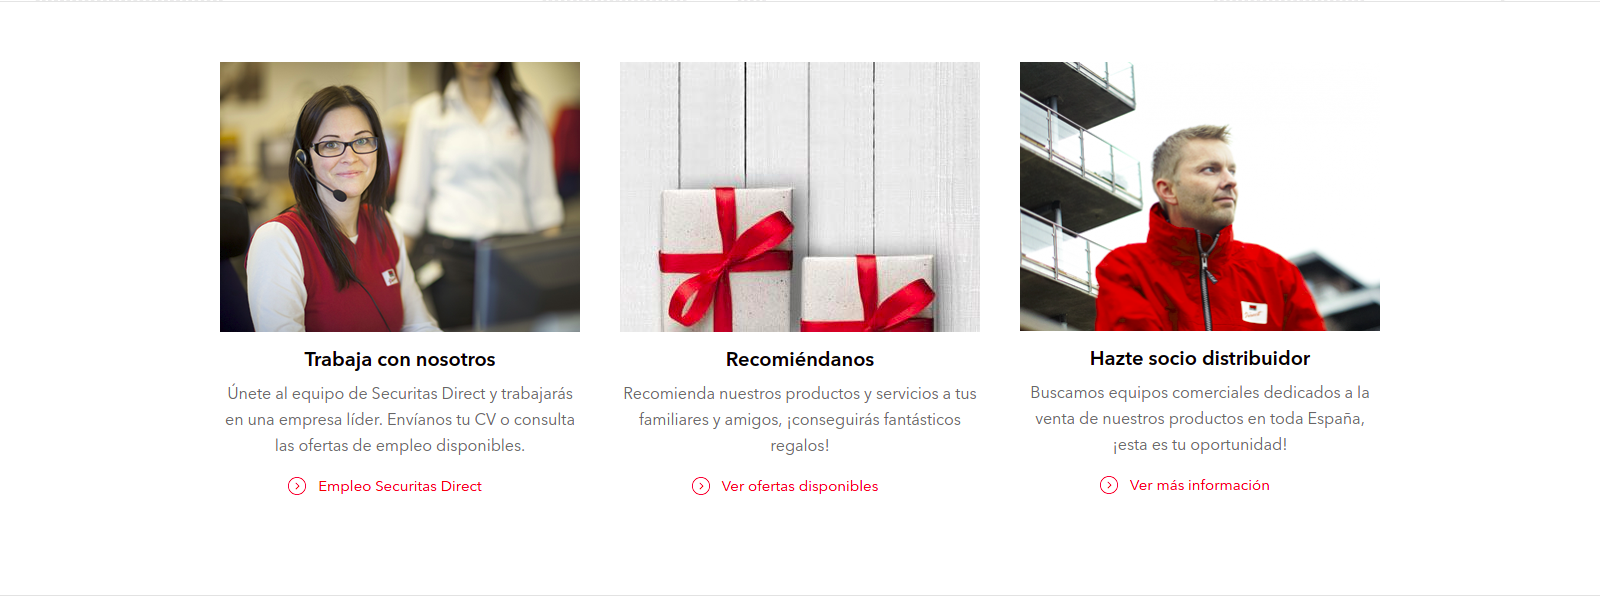 Trabaja con nosotros
Únete al equipo de Securitas Direct y trabajarás
en una empresa líder. Envíanos tu CV o consulta
las ofertas de empleo disponibles.
Empleo Securitas Direct
Recomiéndanos
Recomienda nuestros productos y servicios a tus
familiares y amigos, ¡conseguirás fantásticos
regalos!
Ver ofertas disponibles
Hazte socio distribuidor
Buscamos equipos comerciales dedicados a la
venta de nuestros productos en toda España,
¡esta es tu oportunidad!
Ver más información